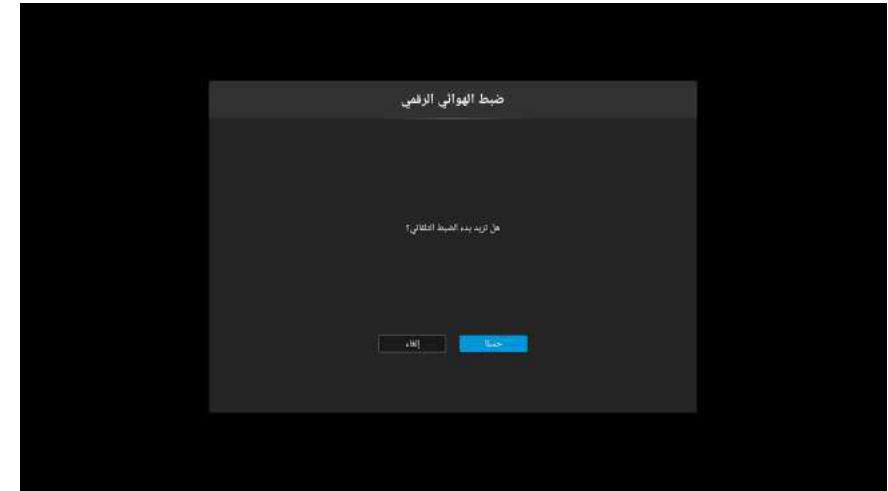 ضبط الهوائي الرقمي
هل تريد بدء الضبط التلقائي؟
حسنًا
إلغاء